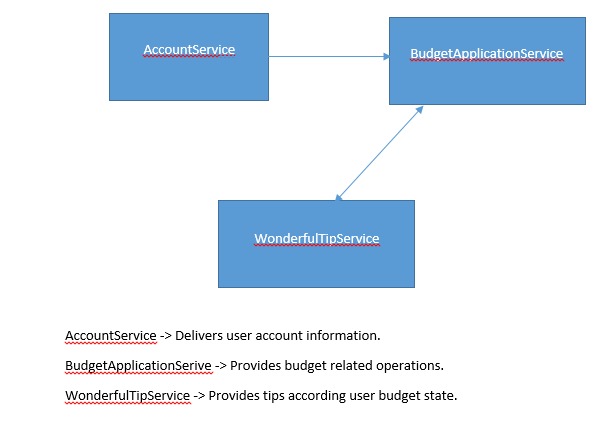 AccountService
BudgetApplicationService
WonderfulTipService
AccountService -> Delivers user account information.
BudgetApplicationSerive -> Provides budget related operations.
WonderfulTipService -> Provides tips according user budget state.